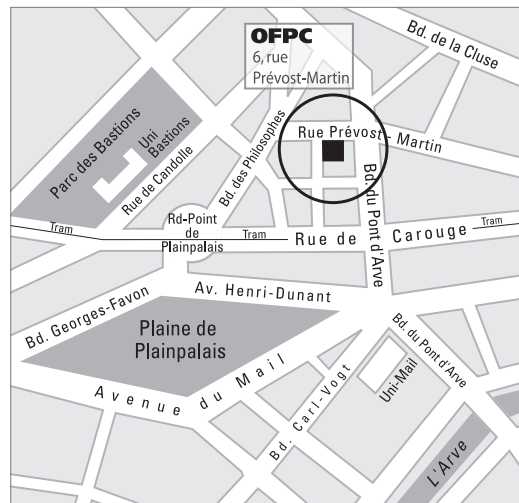 OFPC
6, rue
Prévost-Martin
Bd. de la Cluse
Rue Prévost - Martin
Parc des Bastions
Uni
Bastions
Rue de Candolle
Bd. des Philosophes
Bd. du Pont d'Arve
Tram
Rd-Point
de
Plainpalais
Tram
Rue de Carouge
Tram
Bd. Georges-Favon
Av. Henri-Dunant
Plaine de
Plainpalais
Avenue du Mail
Bd. Carl-Vogt
Uni-Mail
Bd. du Pont d'Arve
L'Arve